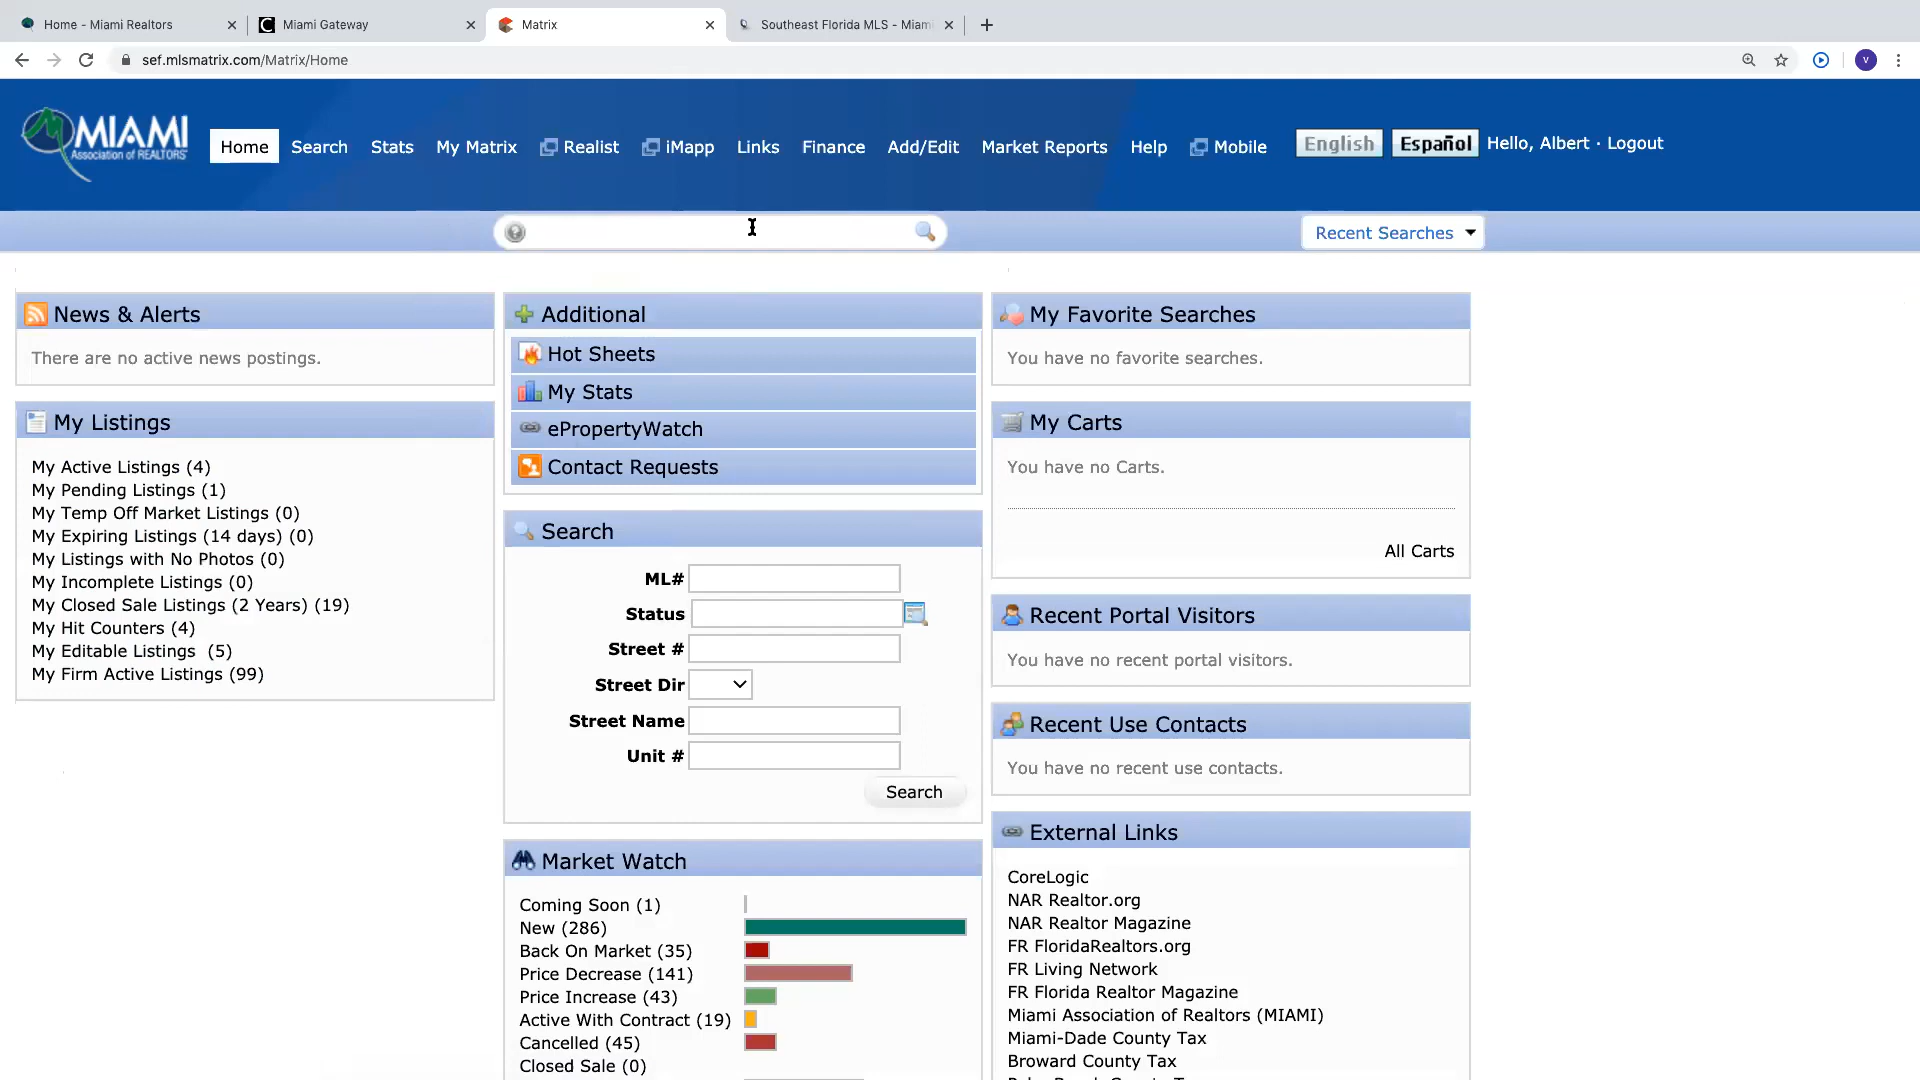 Home - Miami Realtors
Miami Gateway
Matrix
Southeast Florida MLS - Miam
sef.mlsmatrix.com/Matrix/Home
V
MIAMI
Association of REALTORS
Home
Search
Stats
My Matrix
Realist
iMapp
Links
Finance
Add/Edit
Market Reports
Help
Mobile
English
Español
Hello, Albert · Logout
Recent Searches
News & Alerts
There are no active news postings.
My Listings
My Active Listings (4)
My Pending Listings (1)
My Temp Off Market Listings (0)
My Expiring Listings (14 days) (0)
My Listings with No Photos (0)
My Incomplete Listings (0)
My Closed Sale Listings (2 Years) (19)
My Hit Counters (4)
My Editable Listings (5)
My Firm Active Listings (99)
Additional
Hot Sheets
My Stats
ePropertyWatch
Contact Requests
Search
ML#
Status
Street #
Street Dir
Street Name
Unit #
Search
Market Watch
Coming Soon (1)
New (286)
Back On Market (35)
Price Decrease (141)
Price Increase (43)
Active With Contract (19)
Cancelled (45)
Closed Sale (0)
My Favorite Searches
You have no favorite searches.
My Carts
You have no Carts.
All Carts
Recent Portal Visitors
You have no recent portal visitors.
Recent Use Contacts
You have no recent use contacts.
External Links
CoreLogic
NAR Realtor.org
NAR Realtor Magazine
FR FloridaRealtors.org
FR Living Network
FR Florida Realtor Magazine
Miami Association of Realtors (MIAMI)
Miami-Dade County Tax
Broward County Tax